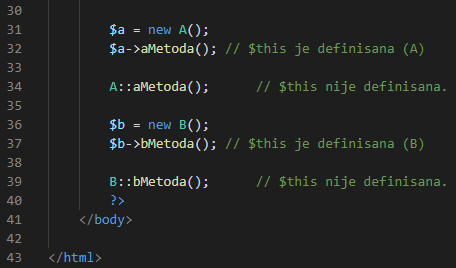 30
31 $a = new A();
32 $a->aMetoda(); // $this je definisana (A)
33
34 A::aMetoda(); // $this nije definisana.
35
36 $b = new B();
37 $b->bMetoda(); // $this je definisana (B)
38
39 B::bMetoda(); // $this nije definisana.
40 ?>
41 </body>
42
43 </html>